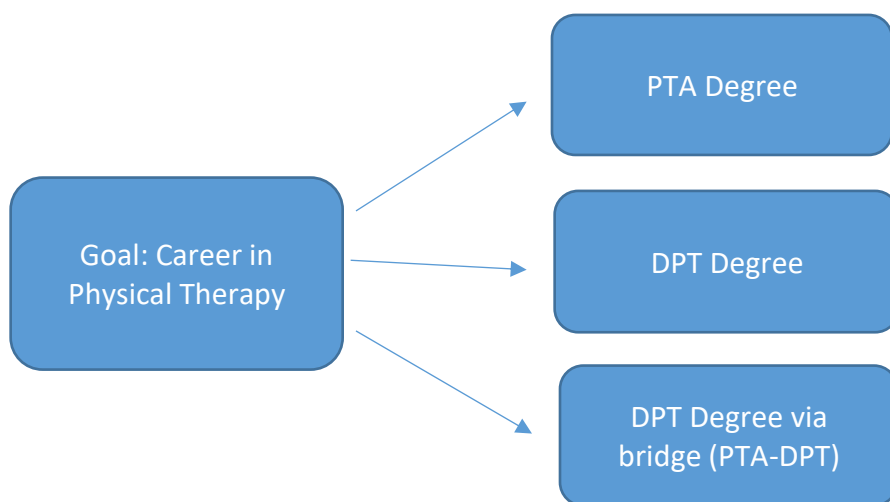 Goal: Career in
Physical Therapy
PTA Degree
DPT Degree
DPT Degree via
bridge (PTA-DPT)